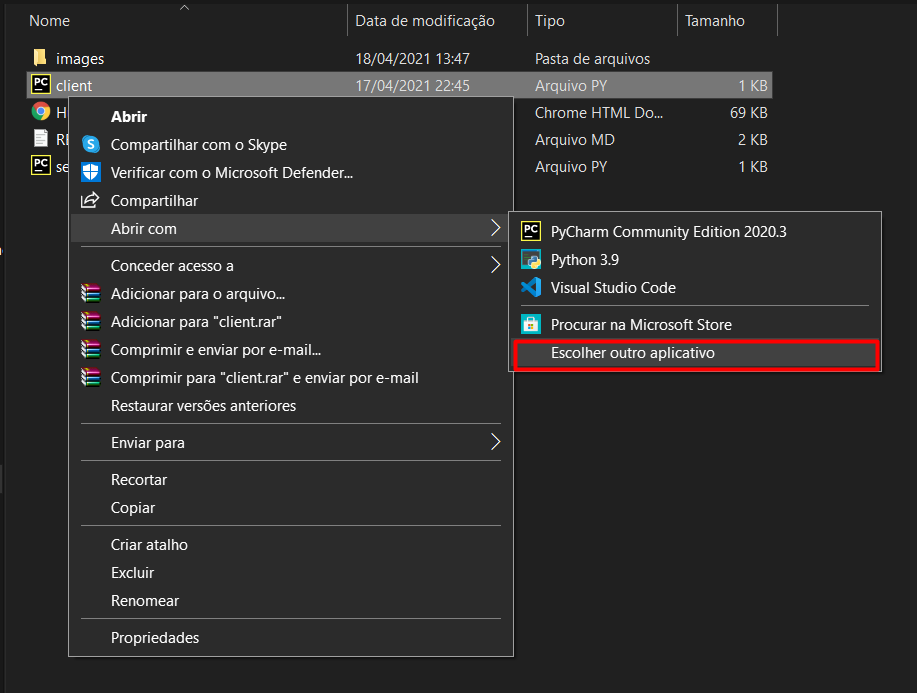 Nome Data de modificação Tipo Tamanho
images 18/04/2021 13:47 Pasta de arquivos
PC client 17/04/2021 22:45 Arquivo PY 1 KB
H Chrome HTML Do... 69 KB
Arquivo MD 2 KB
PC se Arquivo PY 1 KB
Abrir
Compartilhar com o Skype
Verificar com o Microsoft Defender...
Compartilhar
Abrir com
Conceder acesso a
Adicionar para o arquivo...
Adicionar para "client.rar"
Comprimir e enviar por e-mail...
Comprimir para "client.rar" e enviar por e-mail
Restaurar versões anteriores
Enviar para
Recortar
Copiar
Criar atalho
Excluir
Renomear
Propriedades
PC PyCharm Community Edition 2020.3
Python 3.9
Visual Studio Code
Procurar na Microsoft Store
Escolher outro aplicativo